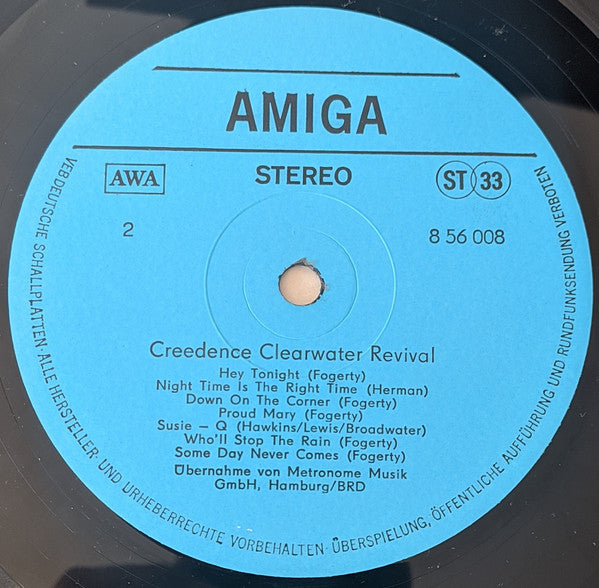 AMIGA
AWA
STEREO
ST 33
2
8 56 008
Creedence Clearwater Revival
Hey Tonight (Fogerty)
Night Time Is The Right Time (Herman)
Down On The Corner (Fogerty)
Proud Mary (Fogerty)
Susie – Q (Hawkins/Lewis/Broadwater)
Who'll Stop The Rain (Fogerty)
Some Day Never Comes (Fogerty)
Übernahme von Metronome Musik
GmbH, Hamburg/BRD
VEB DEUTSCHE SCHALLPLATTEN · ALLE HERSTELLER- UND URHEBERRECHTE VORBEHALTEN · ÜBERSPIELUNG, ÖFFENTLICHE AUFFÜHRUNG UND RUNDFUNKSENDUNG VERBOTEN